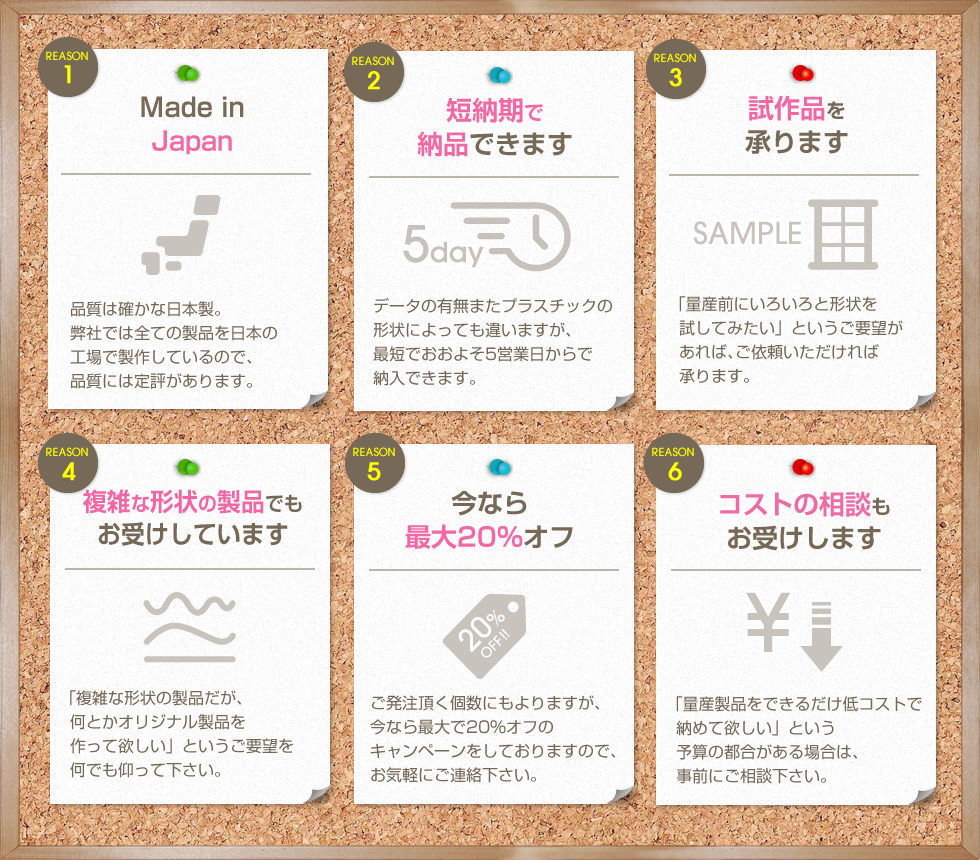 REASON
1
Made in
Japan
品質は確かな日本製。
弊社では全ての製品を日本の
工場で製作しているので、
品質には定評があります。
REASON
2
短納期で
納品できます
5day
データの有無またプラスチックの
形状によっても違いますが、
最短でおおよそ5営業日からで
納入できます。
REASON
3
試作品を
承ります
SAMPLE
「量産前にいろいろと形状を
試してみたい」というご要望が
あれば、ご依頼いただければ
承ります。
REASON
4
複雑な形状の製品でも
お受けしています
「複雑な形状の製品だが、
何とかオリジナル製品を
作って欲しい」というご要望を
何でも仰って下さい。
REASON
5
今なら
最大20%オフ
20%
OFF!!
ご発注頂く個数にもよりますが、
今なら最大で20%オフの
キャンペーンをしておりますので、
お気軽にご連絡下さい。
REASON
6
コストの相談も
お受けします
¥
「量産製品をできるだけ低コストで
納めて欲しい」という
予算の都合がある場合は、
事前にご相談下さい。